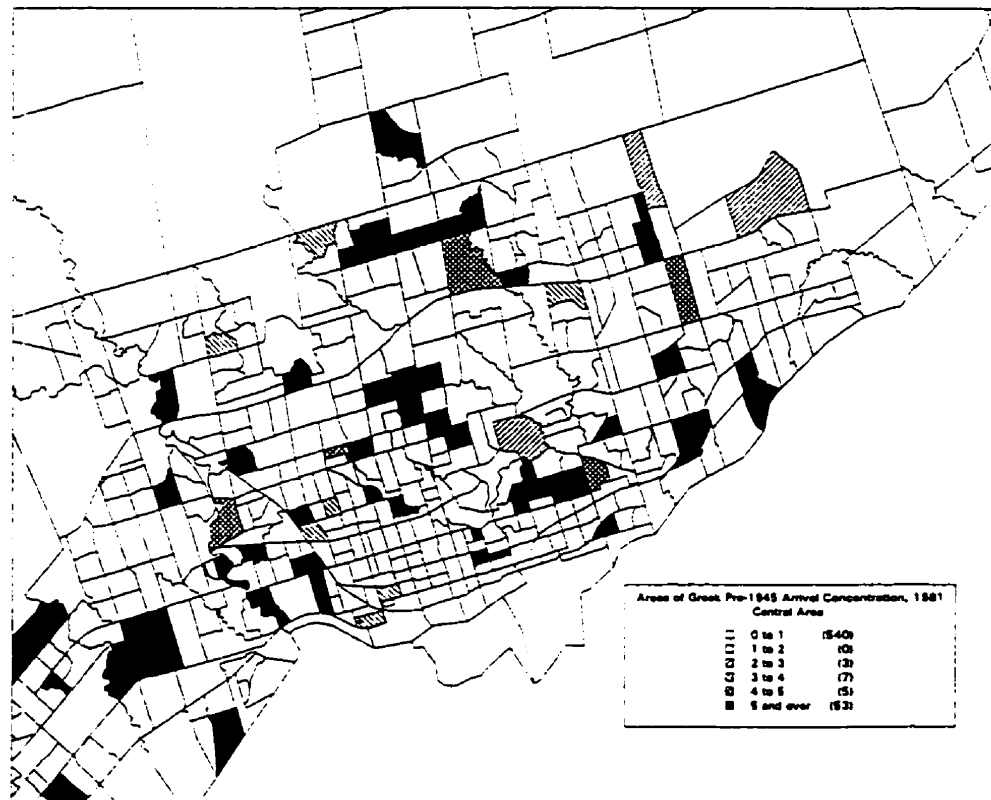 Areas of Greek Pre-1945 Arrival Concentration, 1981
Central Area
0 to 1 (540)
1 to 2 (0)
2 to 3 (3)
3 to 4 (7)
4 to 5 (5)
5 and over (53)